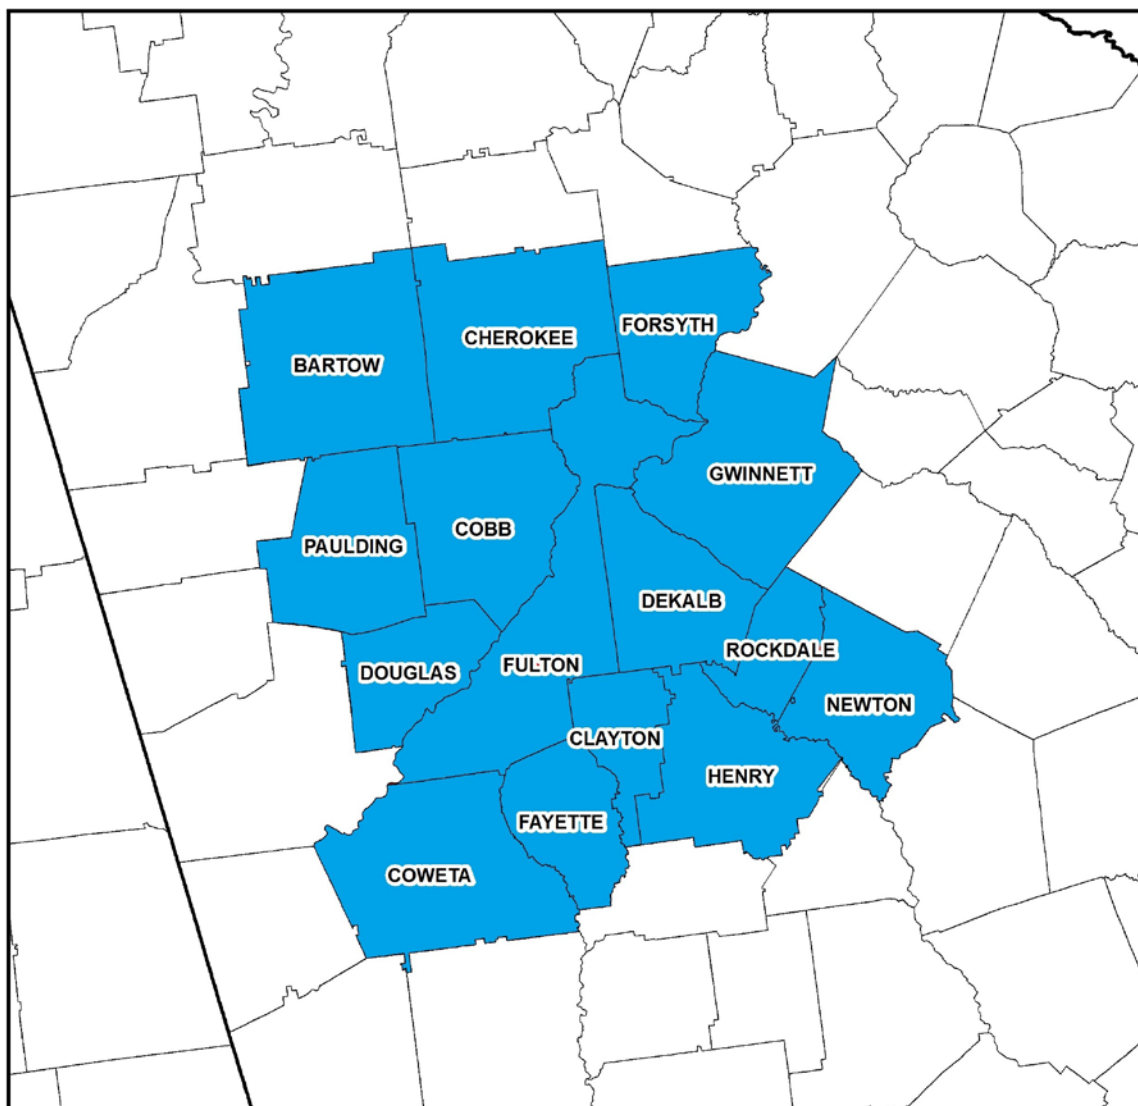 FORSYTH
CHEROKEE
BARTOW
GWINNETT
COBB
PAULDING
DEKALB
ROCKDALE
FULTON
DOUGLAS
NEWTON
CLAYTON
HENRY
FAYETTE
COWETA